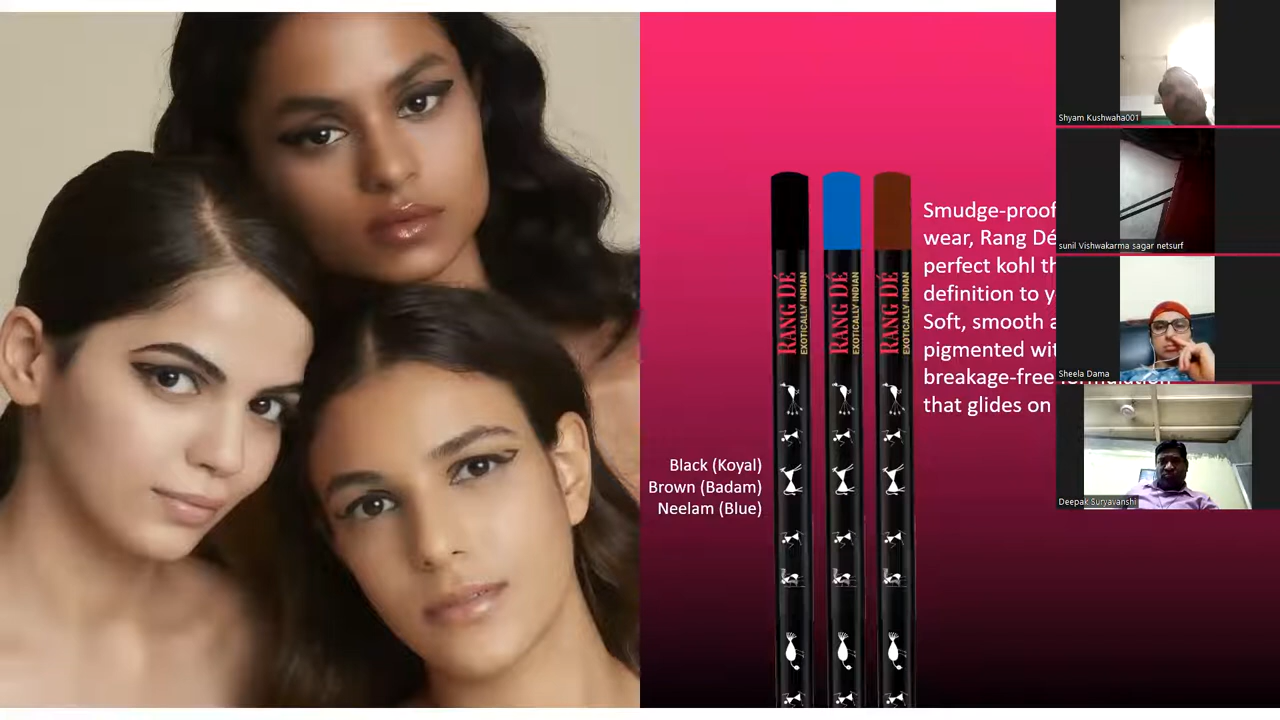 Black (Koyal)
Brown (Badam)
Neelam (Blue)
RANG DÉ
EXOTICALLY INDIAN
RANG DÉ
EXOTICALLY INDIAN
RANG DÉ
EXOTICALLY INDIAN
Smudge-proof
wear, Rang Dé
perfect kohl
definition to
Soft, smooth
pigmented
breakage-free formulation
that glides on
Shyam Kushwaha001
sunil Vishwakarma sagar netsurf
Sheela Dama
Deepak Suryavanshi